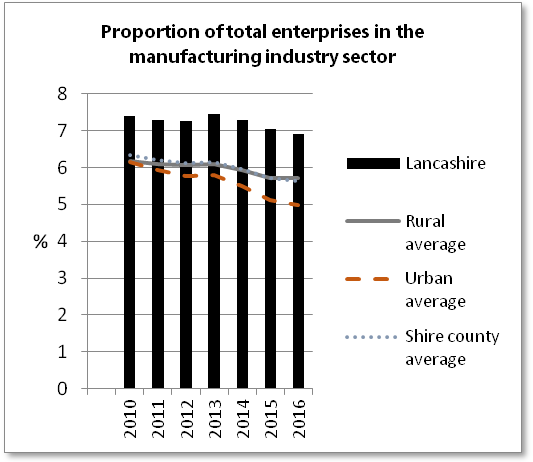 Proportion of total enterprises in the
manufacturing industry sector
8
7
6
5
% 4
3
2
1
0
2010
2011
2012
2013
2014
2015
2016
Lancashire
Rural
average
Urban
average
Shire county
average